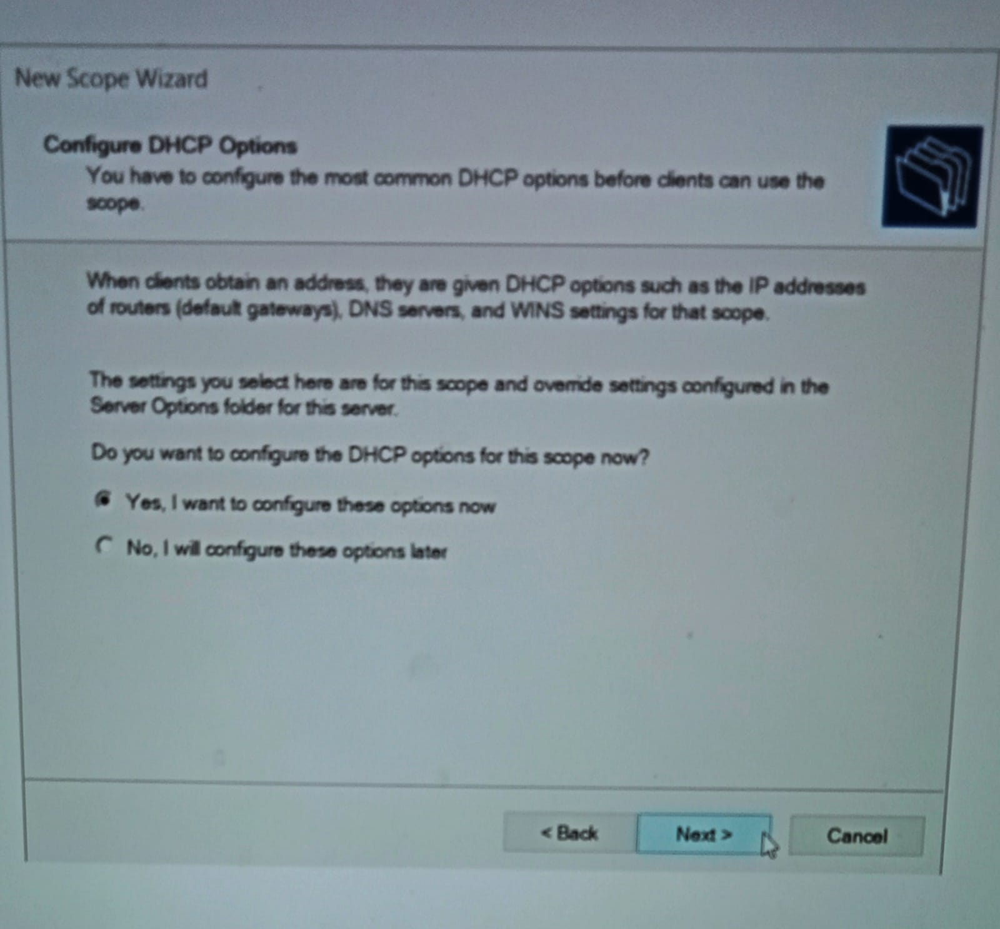 New Scope Wizard
Configure DHCP Options
You have to configure the most common DHCP options before clients can use the
scope.
When clients obtain an address, they are given DHCP options such as the IP addresses
of routers (default gateways), DNS servers, and WINS settings for that scope.
The settings you select here are for this scope and override settings configured in the
Server Options folder for this server.
Do you want to configure the DHCP options for this scope now?
Yes, I want to configure these options now
No, I will configure these options later
< Back
Next >
Cancel